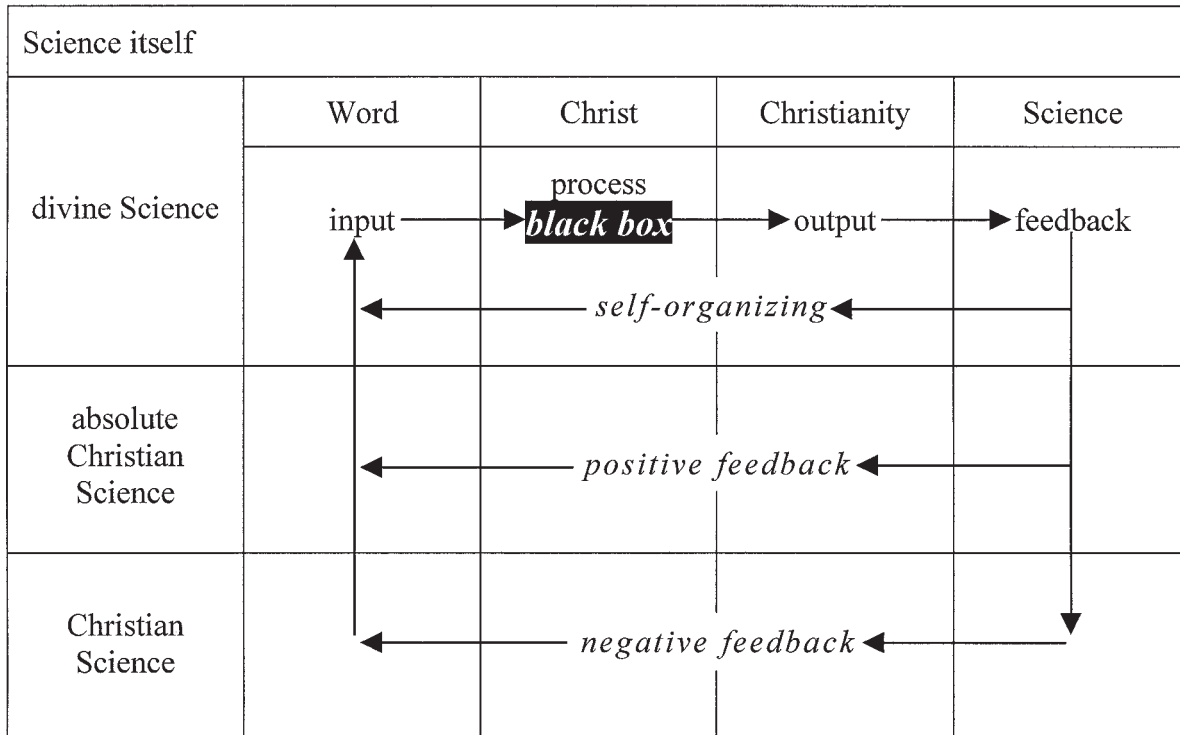 Science itself
Word Christ Christianity Science
divine Science
process
input black box output feedback
self-organizing
absolute
Christian
Science
positive feedback
Christian
Science
negative feedback